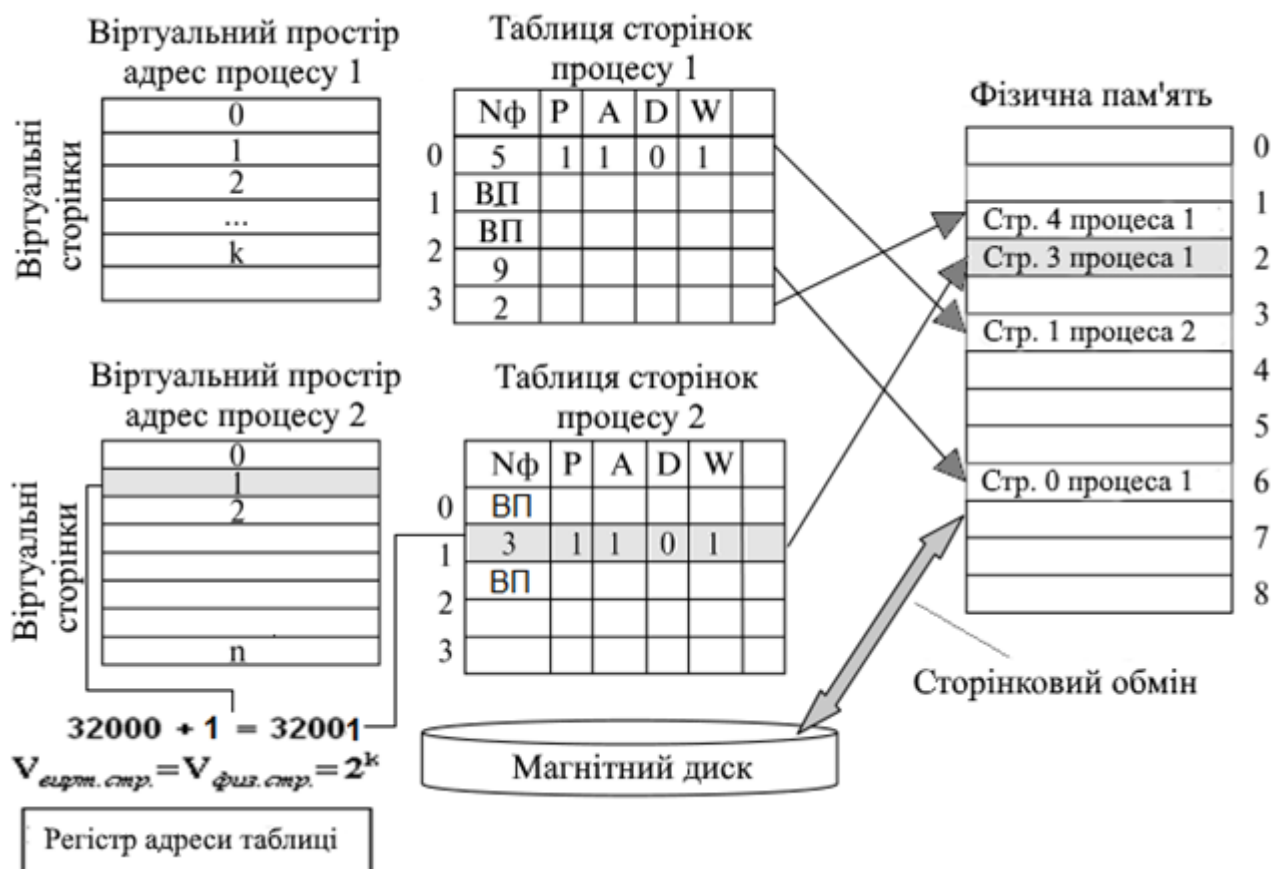 Віртуальний простір
адрес процесу 1
Віртуальні
сторінки
0
1
2
...
k
Таблиця сторінок
процесу 1
Nф P A D W
0 5 1 1 0 1
1 ВП
2 ВП
9
3 2
Фізична пам'ять
0
1
Стр. 4 процеса 1
Стр. 3 процеса 1 2
3
Стр. 1 процеса 2
4
5
Стр. 0 процеса 1 6
7
8
Віртуальний простір
адрес процесу 2
Віртуальні
сторінки
0
1
2
n
Таблиця сторінок
процесу 2
Nф P A D W
0 ВП
1 3 1 1 0 1
ВП
2
3
Сторінковий обмін
32000 + 1 = 32001
Vвирт.стр.=Vфиз.стр.=2^k
Магнітний диск
Регістр адреси таблиці